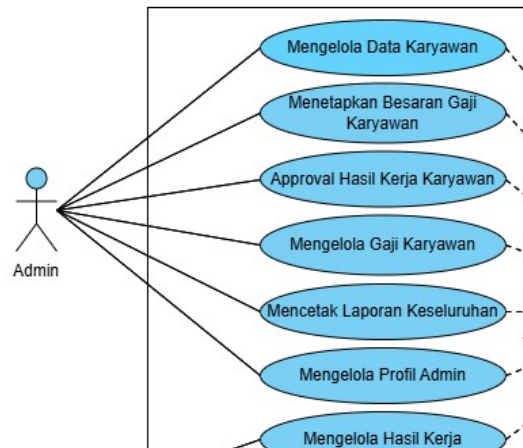 Mengelola Data Karyawan
Menetapkan Besaran Gaji
Karyawan
Approval Hasil Kerja Karyawan
Mengelola Gaji Karyawan
Admin
Mencetak Laporan Keseluruhan
Mengelola Profil Admin
Mengelola Hasil Kerja